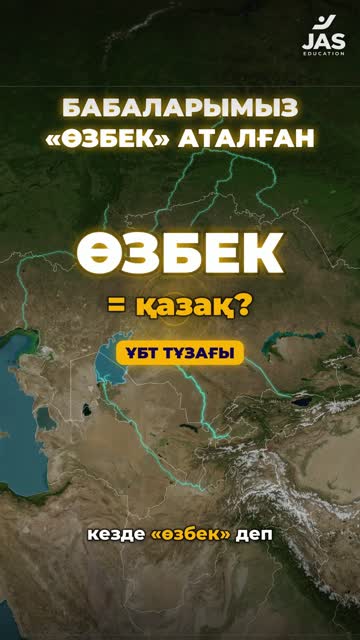 JAS
EDUCATION
БАБАЛАРЫМЫЗ
«ӨЗБЕК» АТАЛҒАН
ӨЗБЕК
= қазақ?
ҰБТ ТҰЗАҒЫ
кезде «өзбек» деп